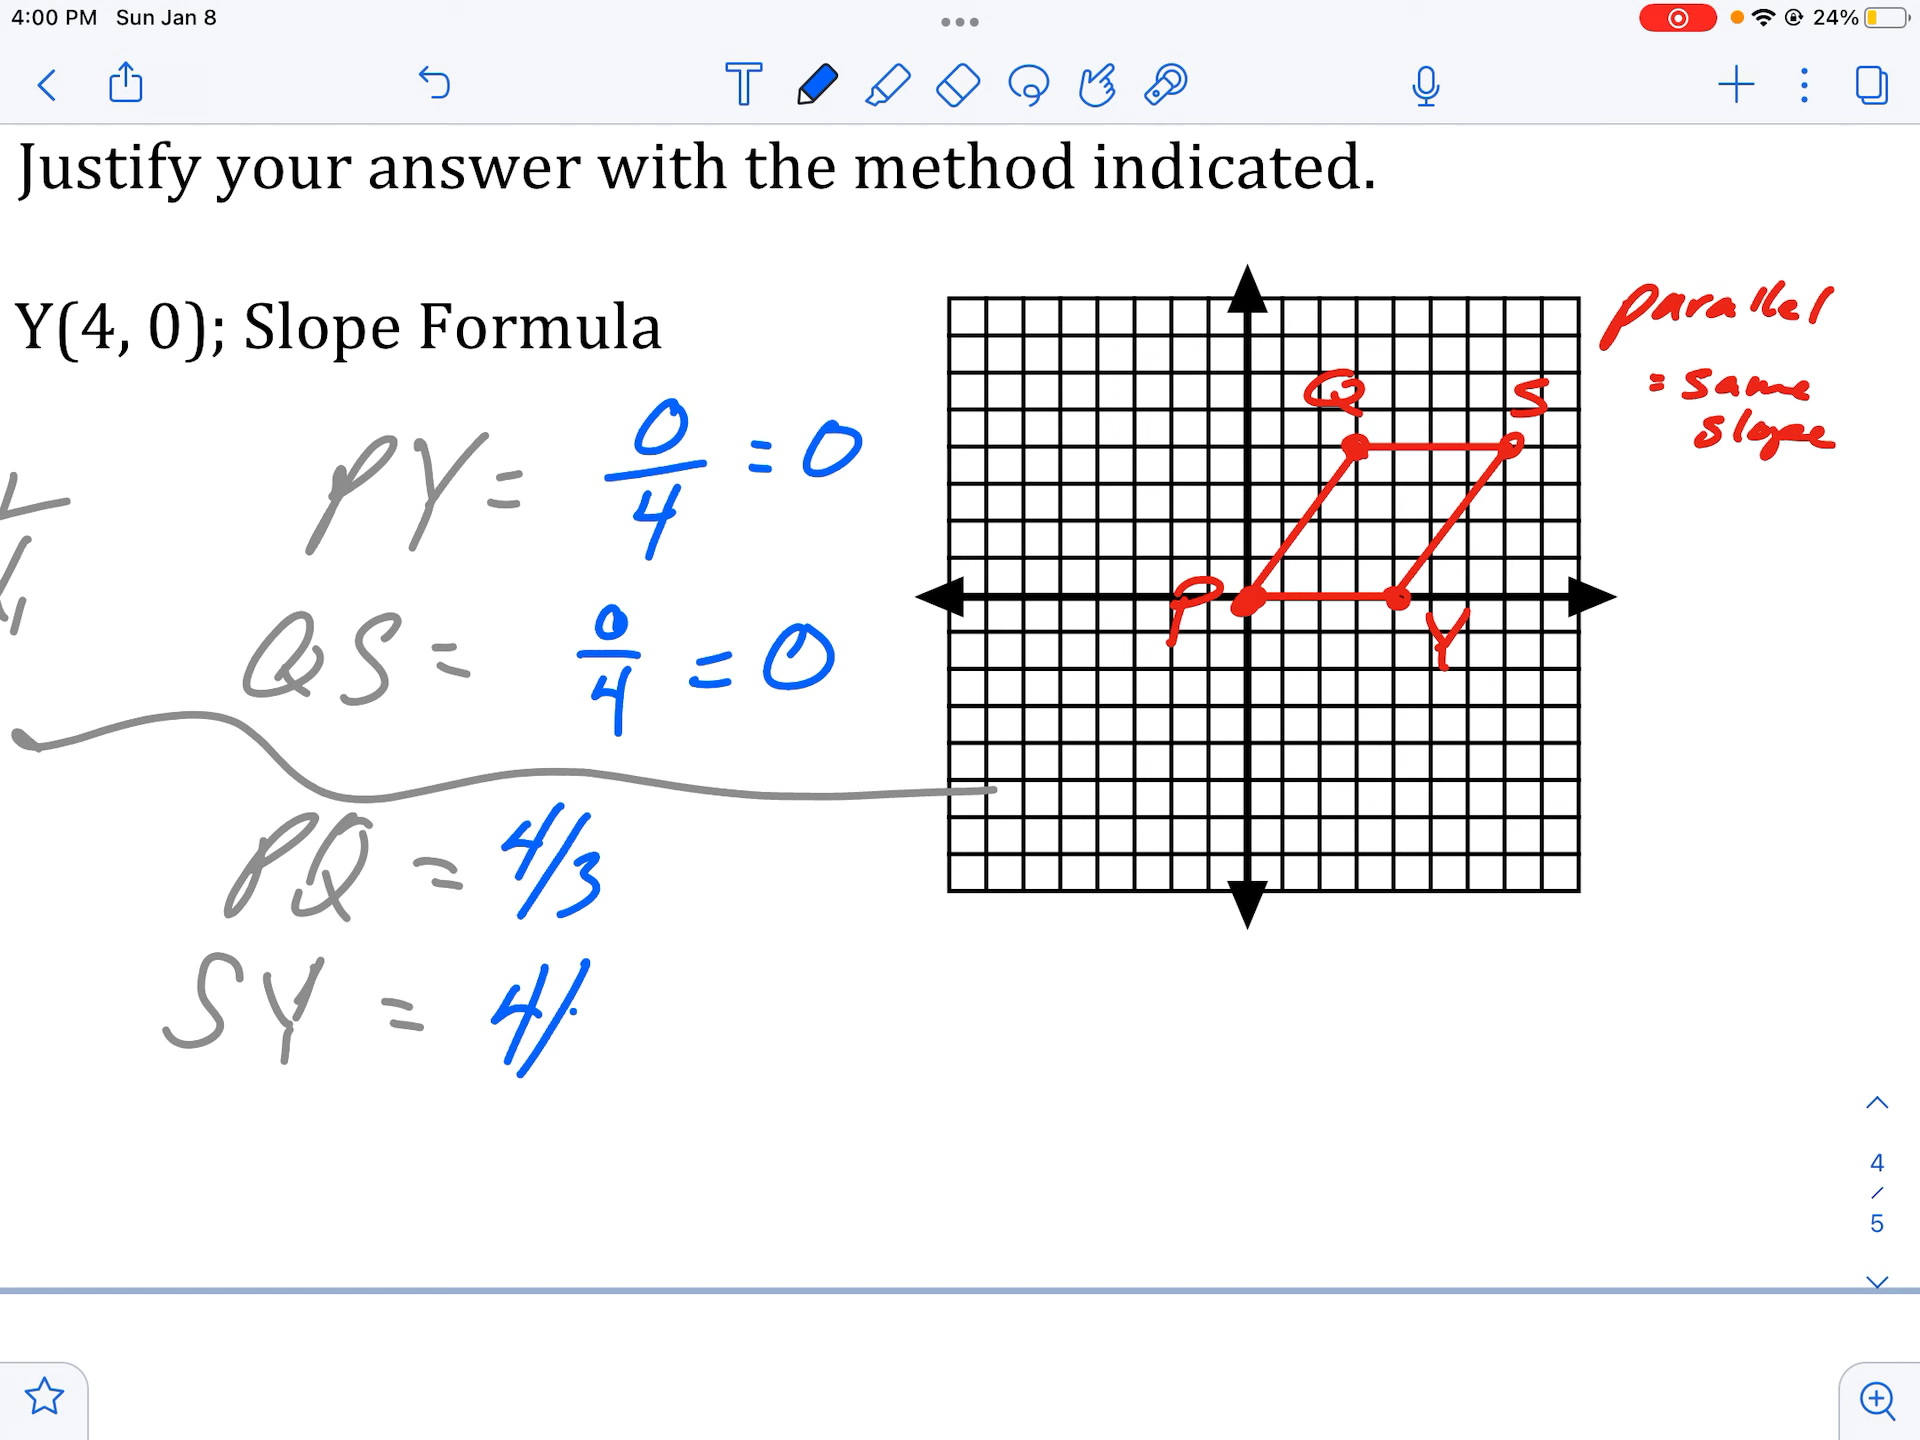 4:00 PM Sun Jan 8
24%
T
Justify your answer with the method indicated.
Y(4, 0); Slope Formula
PY = 0/4 = 0
QS = 0/4 = 0
PQ = 4/3
SY = 4/
parallel
= same
slope
Q
S
P
Y
4
/
5